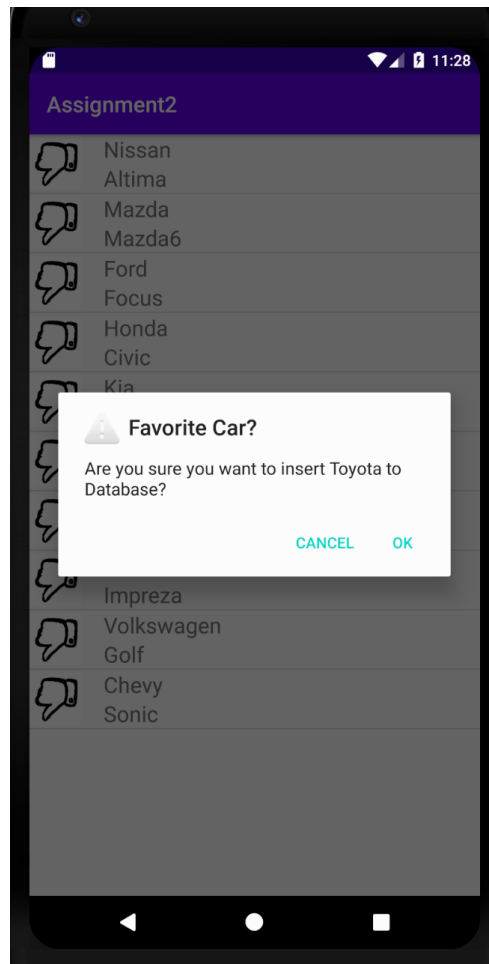 11:28
Assignment2
Nissan
Altima
Mazda
Mazda6
Ford
Focus
Honda
Civic
Kia
Favorite Car?
Are you sure you want to insert Toyota to
Database?
CANCEL OK
Impreza
Volkswagen
Golf
Chevy
Sonic